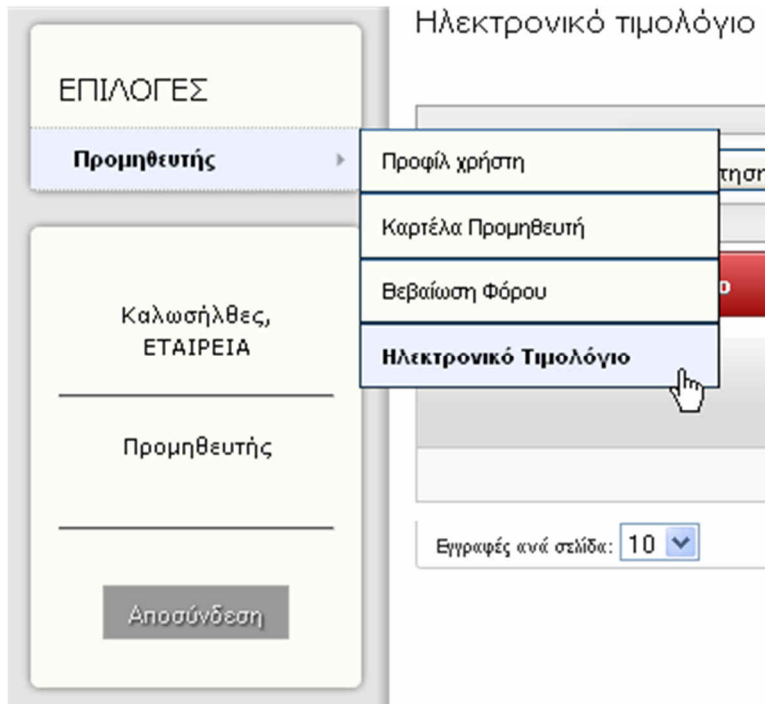 Ηλεκτρονικό τιμολόγιο
ΕΠΙΛΟΓΕΣ
Προμηθευτής
Προφίλ χρήστη
Καρτέλα Προμηθευτή
Βεβαίωση Φόρου
Ηλεκτρονικό Τιμολόγιο
Καλωσήλθες,
ΕΤΑΙΡΕΙΑ
Προμηθευτής
Αποσύνδεση
Εγγραφές ανά σελίδα: 10